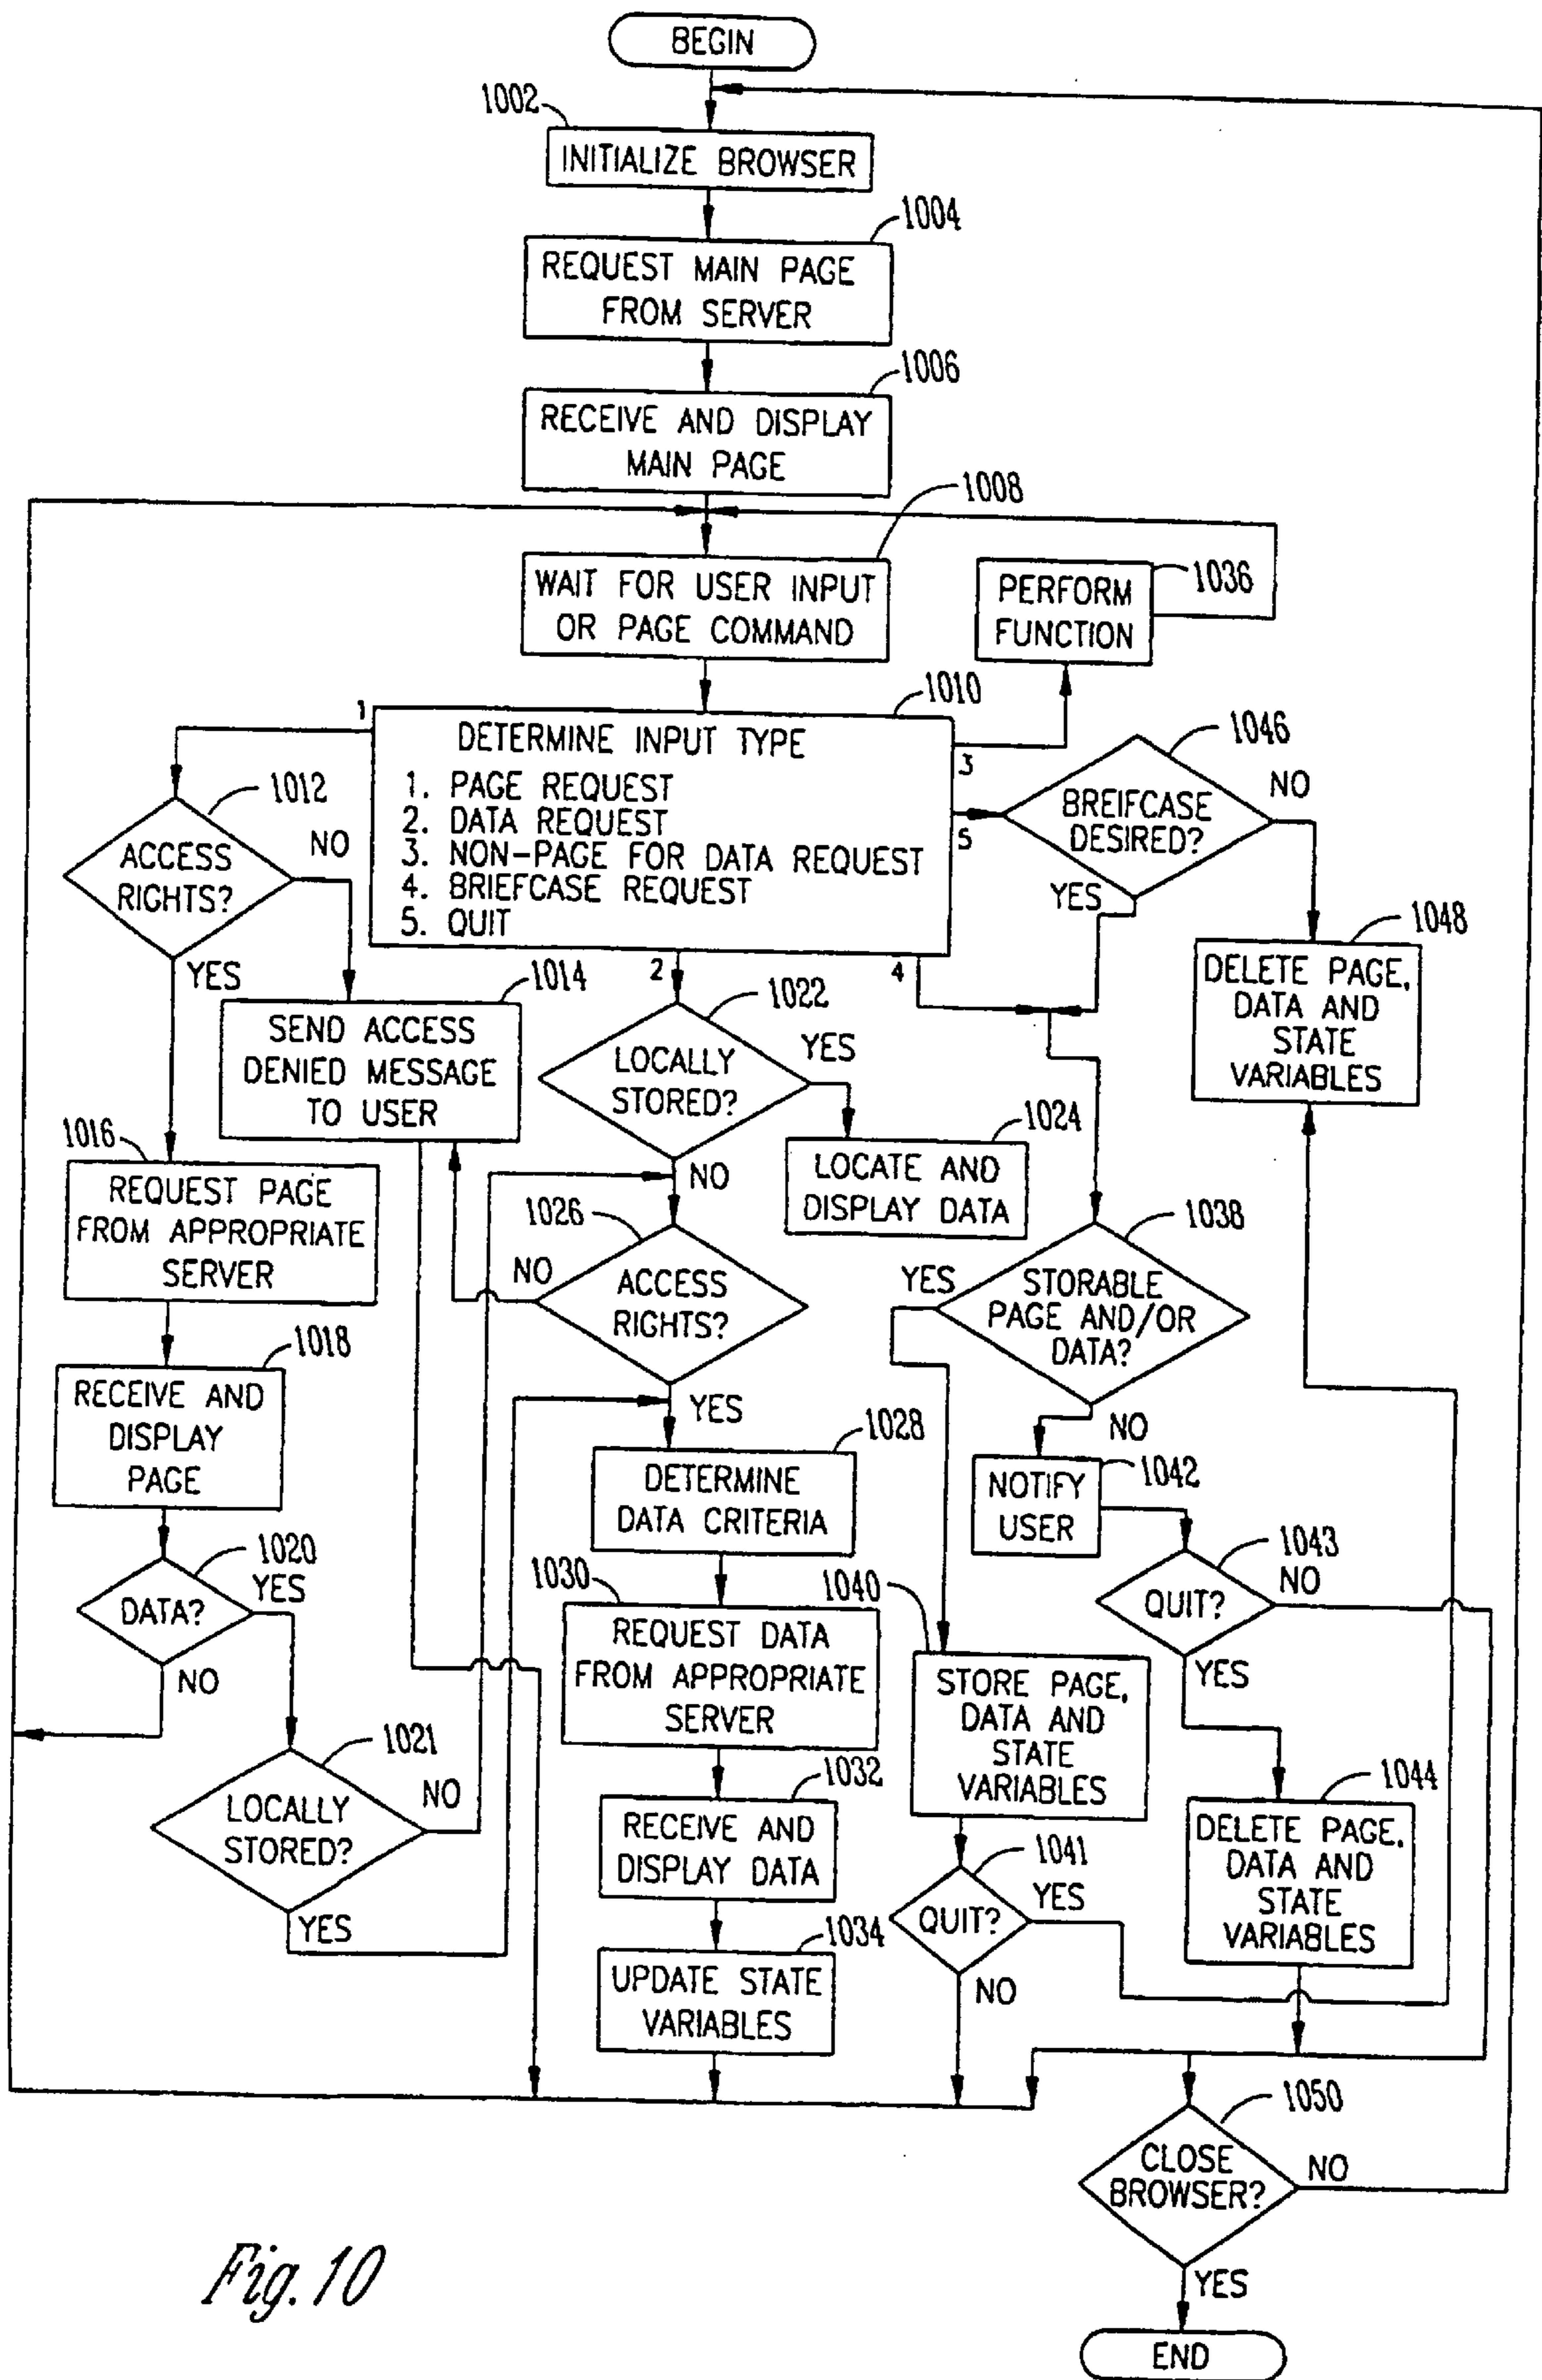 BEGIN
1002
INITIALIZE BROWSER
1004
REQUEST MAIN PAGE
FROM SERVER
1006
RECEIVE AND DISPLAY
MAIN PAGE
1008
WAIT FOR USER INPUT
OR PAGE COMMAND
1036
PERFORM
FUNCTION
1010
1
DETERMINE INPUT TYPE
1. PAGE REQUEST
2. DATA REQUEST
3. NON-PAGE FOR DATA REQUEST
4. BRIEFCASE REQUEST
5. QUIT
3
5
2
4
1046
BREIFCASE
DESIRED?
NO
YES
1012
ACCESS
RIGHTS?
NO
YES
1014
SEND ACCESS
DENIED MESSAGE
TO USER
1022
LOCALLY
STORED?
YES
NO
1048
DELETE PAGE,
DATA AND
STATE
VARIABLES
1016
REQUEST PAGE
FROM APPROPRIATE
SERVER
1024
LOCATE AND
DISPLAY DATA
1026
ACCESS
RIGHTS?
NO
YES
1038
STORABLE
PAGE AND/OR
DATA?
YES
NO
1018
RECEIVE AND
DISPLAY
PAGE
1028
DETERMINE
DATA CRITERIA
1042
NOTIFY
USER
1020
DATA?
YES
NO
1030
REQUEST DATA
FROM APPROPRIATE
SERVER
1040
STORE PAGE,
DATA AND
STATE
VARIABLES
1043
QUIT?
NO
YES
1021
LOCALLY
STORED?
NO
YES
1032
RECEIVE AND
DISPLAY DATA
1041
QUIT?
YES
NO
1044
DELETE PAGE,
DATA AND
STATE
VARIABLES
1034
UPDATE STATE
VARIABLES
1050
CLOSE
BROWSER?
NO
YES
END
Fig. 10